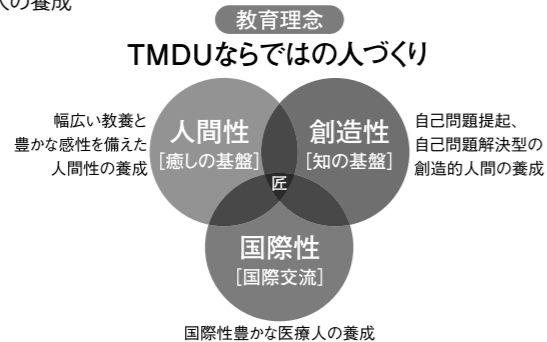 人の養成
教育理念
TMDUならではの人づくり
幅広い教養と
豊かな感性を備えた
人間性の養成
人間性
[癒しの基盤]
創造性
[知の基盤]
自己問題提起、
自己問題解決型の
創造的人間の養成
匠
国際性
[国際交流]
国際性豊かな医療人の養成